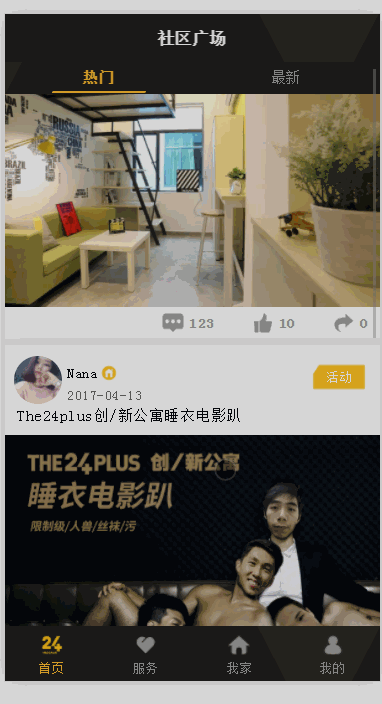 社区广场
热门
最新
RUSSIA
CHINA
BRAZIL
123
10
0
Nana
2017-04-13
活动
The24plus创/新公寓睡衣电影趴
THE24PLUS 创/新公寓
睡衣电影趴
限制级/人兽/丝袜/污
24
首页
服务
我家
我的